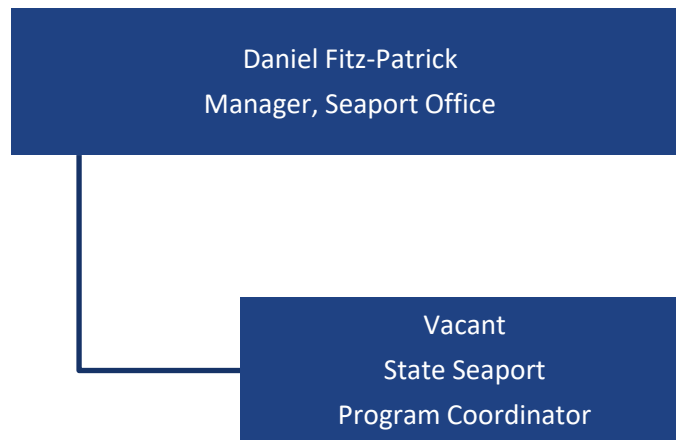 Daniel Fitz-Patrick
Manager, Seaport Office
Vacant
State Seaport
Program Coordinator